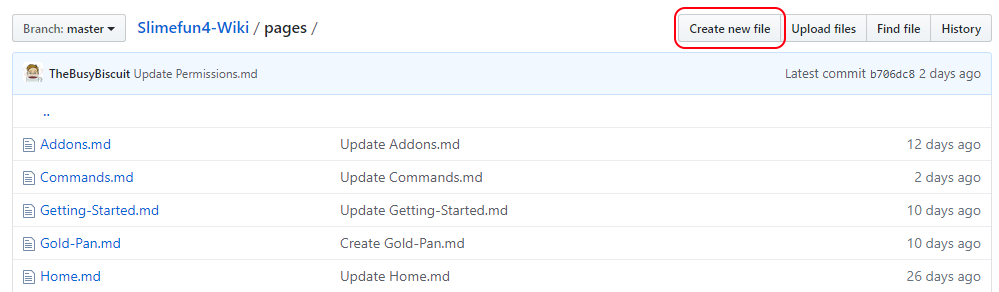 Branch: master Slimefun4-Wiki / pages / Create new file Upload files Find file History
TheBusyBiscuit Update Permissions.md Latest commit b706dc8 2 days ago
..
Addons.md Update Addons.md 12 days ago
Commands.md Update Commands.md 2 days ago
Getting-Started.md Update Getting-Started.md 10 days ago
Gold-Pan.md Create Gold-Pan.md 10 days ago
Home.md Update Home.md 26 days ago